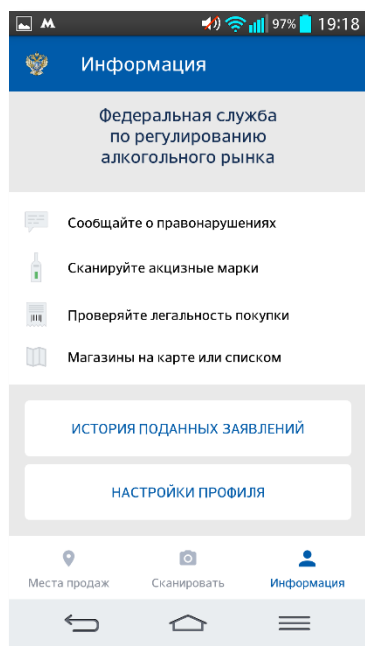 97% 19:18
Информация
Федеральная служба
по регулированию
алкогольного рынка
Сообщайте о правонарушениях
Сканируйте акцизные марки
Проверяйте легальность покупки
Магазины на карте или списком
ИСТОРИЯ ПОДАННЫХ ЗАЯВЛЕНИЙ
НАСТРОЙКИ ПРОФИЛЯ
Места продаж Сканировать Информация